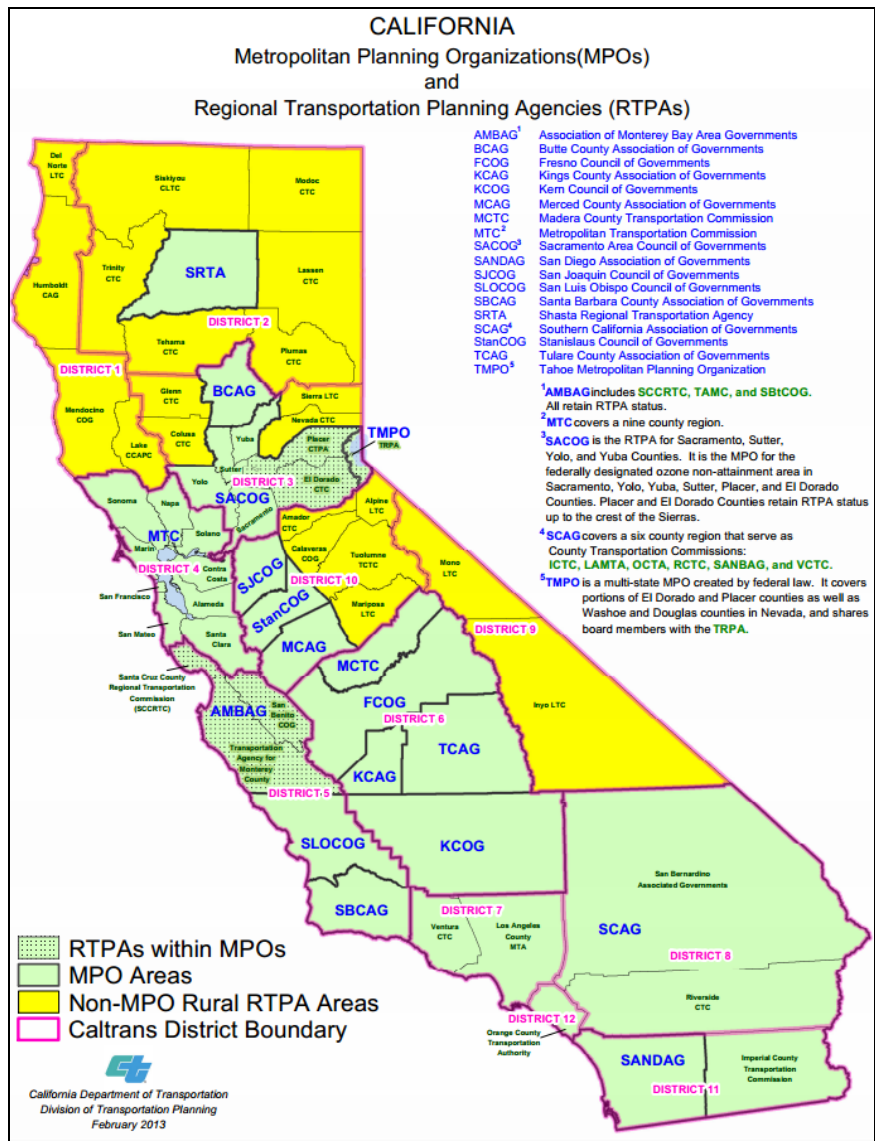 CALIFORNIA
Metropolitan Planning Organizations(MPOs)
and
Regional Transportation Planning Agencies (RTPAs)
AMBAG1 Association of Monterey Bay Area Governments
BCAG Butte County Association of Governments
FCOG Fresno Council of Governments
KCAG Kings County Association of Governments
KCOG Kern Council of Governments
MCAG Merced County Association of Governments
MCTC Madera County Transportation Commission
MTC2 Metropolitan Transportation Commission
SACOG3 Sacramento Area Council of Governments
SANDAG San Diego Association of Governments
SJCOG San Joaquin Council of Governments
SLOCOG San Luis Obispo Council of Governments
SBCAG Santa Barbara County Association of Governments
SRTA Shasta Regional Transportation Agency
SCAG4 Southern California Association of Governments
StanCOG Stanislaus Council of Governments
TCAG Tulare County Association of Governments
TMPO5 Tahoe Metropolitan Planning Organization
1AMBAG includes SCCRTC, TAMC, and SBtCOG.
All retain RTPA status.
2MTC covers a nine county region.
3SACOG is the RTPA for Sacramento, Sutter,
Yolo, and Yuba Counties. It is the MPO for the
federally designated ozone non-attainment area in
Sacramento, Yolo, Yuba, Sutter, Placer, and El Dorado
Counties. Placer and El Dorado Counties retain RTPA status
up to the crest of the Sierras.
4SCAG covers a six county region that serve as
County Transportation Commissions:
ICTC, LAMTA, OCTA, RCTC, SANBAG, and VCTC.
5TMPO is a multi-state MPO created by federal law. It covers
portions of El Dorado and Placer counties as well as
Washoe and Douglas counties in Nevada, and shares
board members with the TRPA.
Del
Norte
LTC
Siskiyou
CLTC
Modoc
CTC
Humboldt
CAG
Trinity
CTC
SRTA
Lassen
CTC
DISTRICT 2
Tehama
CTC
Plumas
CTC
DISTRICT 1
Mendocino
COG
Glenn
CTC
BCAG
Sierra LTC
Lake
CCAPC
Colusa
CTC
Yuba
Nevada CTC
Placer
CTPA
TMPO
TRPA
Sutter
DISTRICT 3
El Dorado
CTC
Yolo
SACOG
Sacramento
Sonoma
Napa
Solano
MTC
Marin
DISTRICT 4
Contra
Costa
San Francisco
Alameda
San Mateo
Santa
Clara
Amador
CTC
Alpine
LTC
Calaveras
COG
Tuolumne
TCTC
Mono
LTC
SJCOG
DISTRICT 10
StanCOG
Mariposa
LTC
MCAG
DISTRICT 9
MCTC
Santa Cruz County
Regional Transportation
Commission
(SCCRTC)
AMBAG
San
Benito
COG
FCOG
DISTRICT 6
Inyo LTC
Transportation
Agency for
Monterey
County
TCAG
KCAG
DISTRICT 5
SLOCOG
KCOG
San Bernardino
Associated Governments
SBCAG
DISTRICT 7
Ventura
CTC
Los Angeles
County
MTA
SCAG
DISTRICT 8
Riverside
CTC
DISTRICT 12
Orange County
Transportation
Authority
SANDAG
Imperial County
Transportation
Commission
DISTRICT 11
RTPAs within MPOs
MPO Areas
Non-MPO Rural RTPA Areas
Caltrans District Boundary
California Department of Transportation
Division of Transportation Planning
February 2013